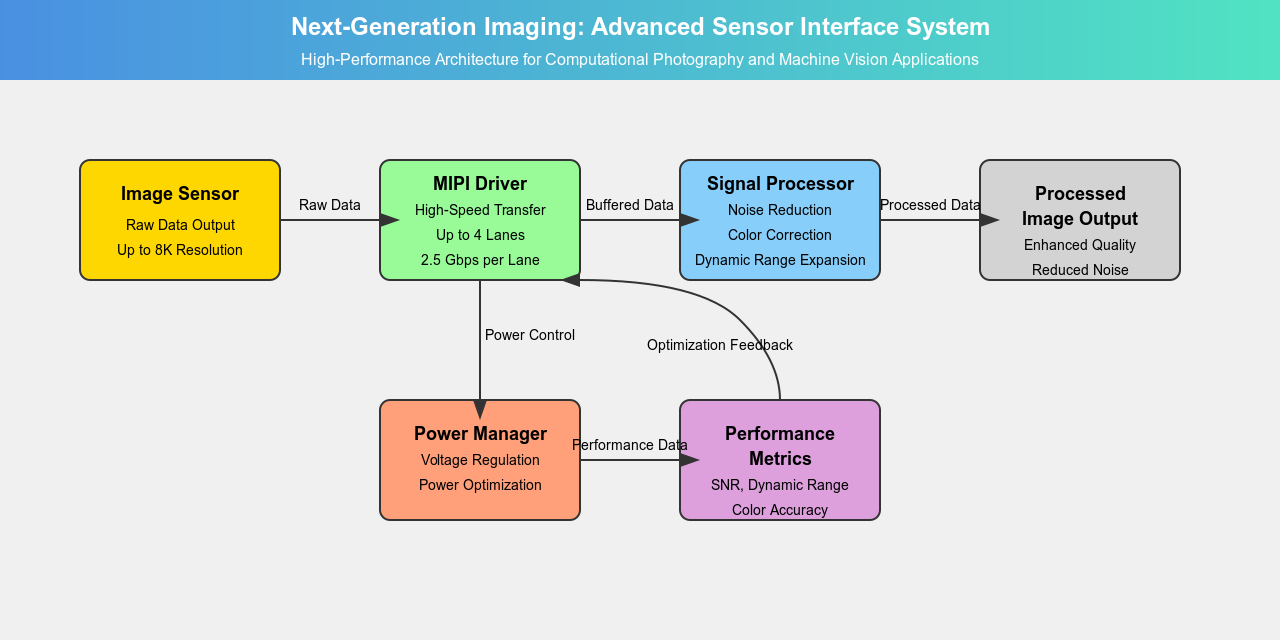 Next-Generation Imaging: Advanced Sensor Interface System
High-Performance Architecture for Computational Photography and Machine Vision Applications
Image Sensor
Raw Data Output
Up to 8K Resolution
Raw Data
MIPI Driver
High-Speed Transfer
Up to 4 Lanes
2.5 Gbps per Lane
Buffered Data
Signal Processor
Noise Reduction
Color Correction
Dynamic Range Expansion
Processed Data
Processed
Image Output
Enhanced Quality
Reduced Noise
Power Control
Optimization Feedback
Power Manager
Voltage Regulation
Power Optimization
Performance Data
Performance
Metrics
SNR, Dynamic Range
Color Accuracy